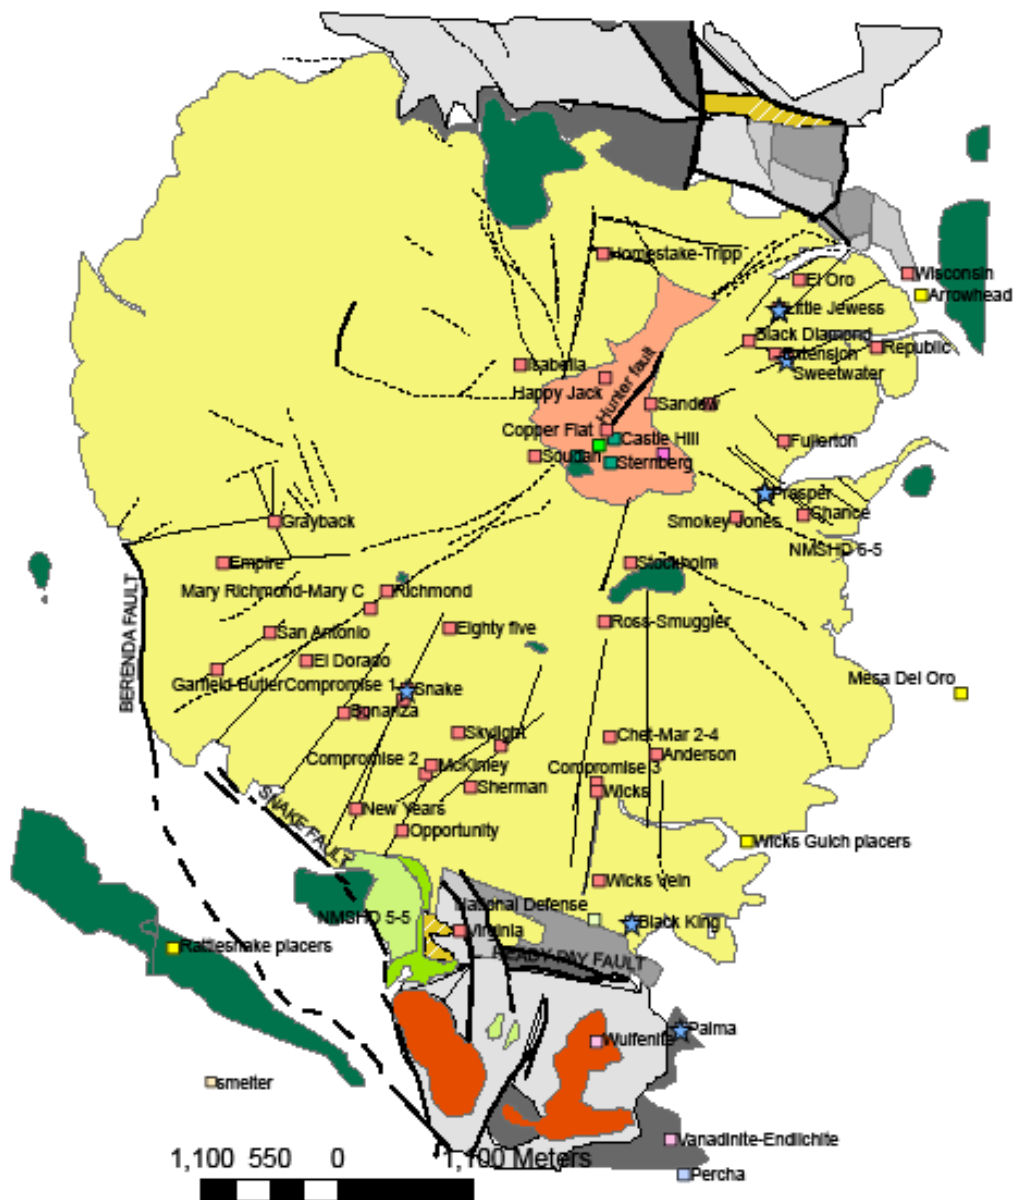 Homestake-Tripp
Wisconsin
El Oro
Arrowhead
Little Jewess
Black Diamond
Republic
Extension
Isabella
Sweetwater
Happy Jack
Hunter fault
Sandow
Copper Flat
Castle Hill
Fullerton
Soudan
Sternberg
Prosper
Chance
Smokey Jones
Grayback
NMSHD 6-5
Empire
Stockholm
Mary Richmond-Mary C
Richmond
BERENDA FAULT
Ross-Smuggler
San Antonio
Eighty five
El Dorado
Mesa Del Oro
Garfield-Butler
Compromise 1
Snake
Bonanza
Skylight
Chet-Mar 2-4
Anderson
Compromise 2
McKinley
Compromise 3
Sherman
Wicks
SNAKE FAULT
New Years
Opportunity
Wicks Gulch placers
Wicks Vein
National Defense
NMSHD 5-5
Black King
Virginia
Rattlesnake placers
READY PAY FAULT
Palma
Wulfenite
smelter
Vanadinite-Endlichite
1,100 550 0 1,100 Meters
Percha